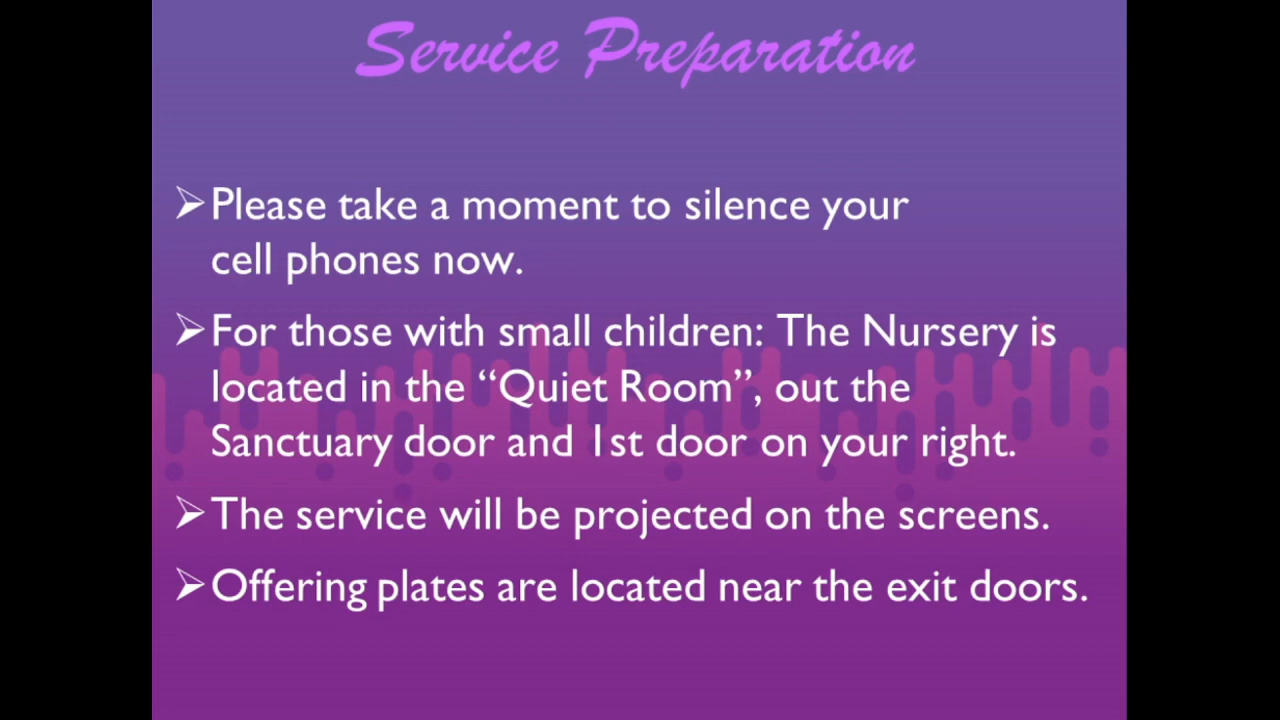 Service Preparation
➢Please take a moment to silence your
cell phones now.
➢For those with small children: The Nursery is
located in the “Quiet Room”, out the
Sanctuary door and 1st door on your right.
➢The service will be projected on the screens.
➢Offering plates are located near the exit doors.